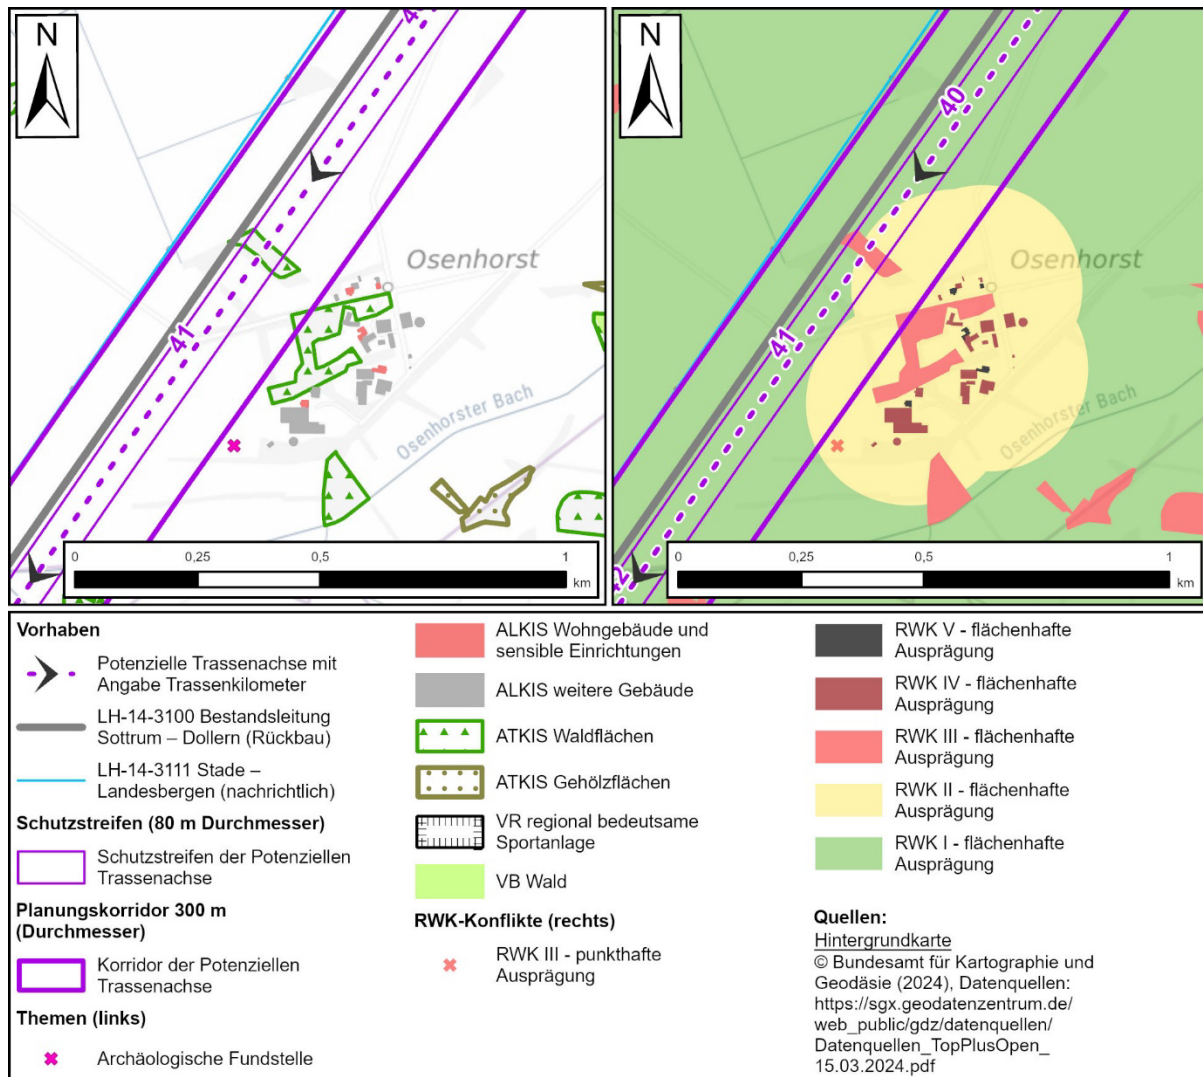 N
40
Osenhorst
41
Osenhorster Bach
0
0,25
0,5
1
km
N
40
Osenhorst
41
Osenhorster Bach
42
0
0,25
0,5
1
km
Vorhaben
Potenzielle Trassenachse mit
Angabe Trassenkilometer
LH-14-3100 Bestandsleitung
Sottrum – Dollern (Rückbau)
LH-14-3111 Stade –
Landesbergen (nachrichtlich)
Schutzstreifen (80 m Durchmesser)
Schutzstreifen der Potenziellen
Trassenachse
Planungskorridor 300 m
(Durchmesser)
Korridor der Potenziellen
Trassenachse
Themen (links)
Archäologische Fundstelle
ALKIS Wohngebäude und
sensible Einrichtungen
ALKIS weitere Gebäude
ATKIS Waldflächen
ATKIS Gehölzflächen
VR regional bedeutsame
Sportanlage
VB Wald
RWK-Konflikte (rechts)
RWK III - punkthafte
Ausprägung
RWK V - flächenhafte
Ausprägung
RWK IV - flächenhafte
Ausprägung
RWK III - flächenhafte
Ausprägung
RWK II - flächenhafte
Ausprägung
RWK I - flächenhafte
Ausprägung
Quellen:
Hintergrundkarte
© Bundesamt für Kartographie und
Geodäsie (2024), Datenquellen:
https://sgx.geodatenzentrum.de/
web_public/gdz/datenquellen/
Datenquellen_TopPlusOpen_
15.03.2024.pdf